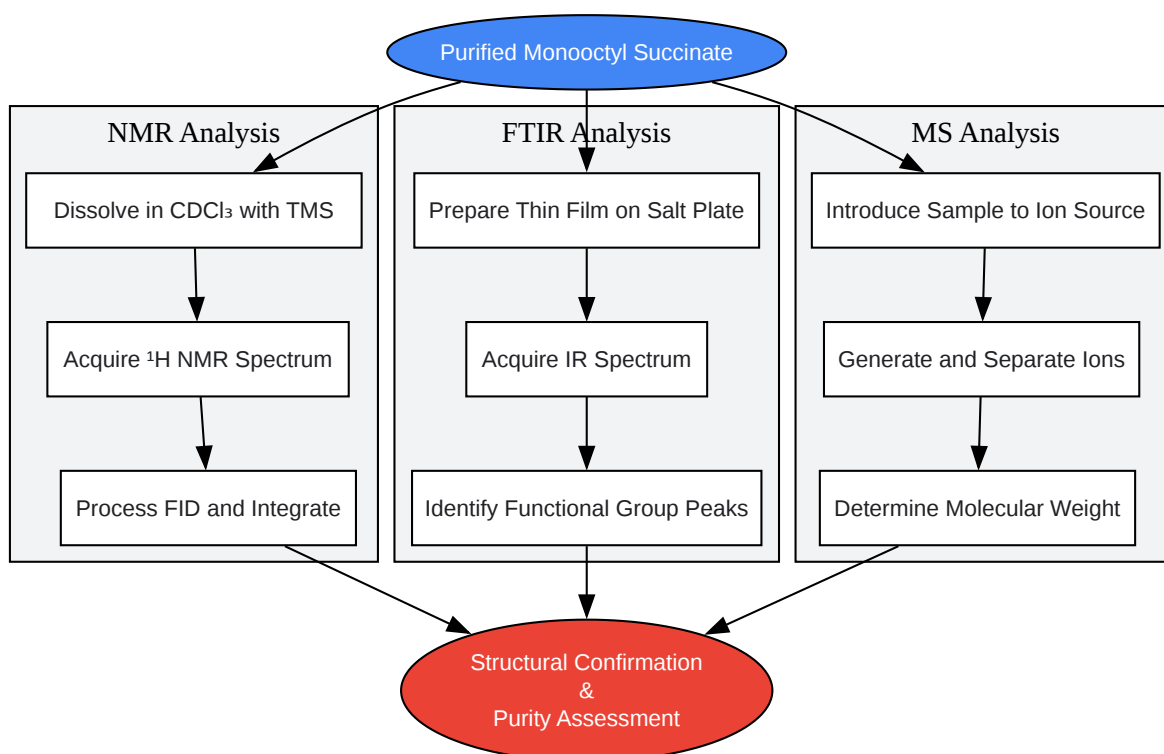 Purified Monooctyl Succinate
NMR Analysis
Dissolve in CDCl₃ with TMS
Acquire ¹H NMR Spectrum
Process FID and Integrate
FTIR Analysis
Prepare Thin Film on Salt Plate
Acquire IR Spectrum
Identify Functional Group Peaks
MS Analysis
Introduce Sample to Ion Source
Generate and Separate Ions
Determine Molecular Weight
Structural Confirmation
&
Purity Assessment